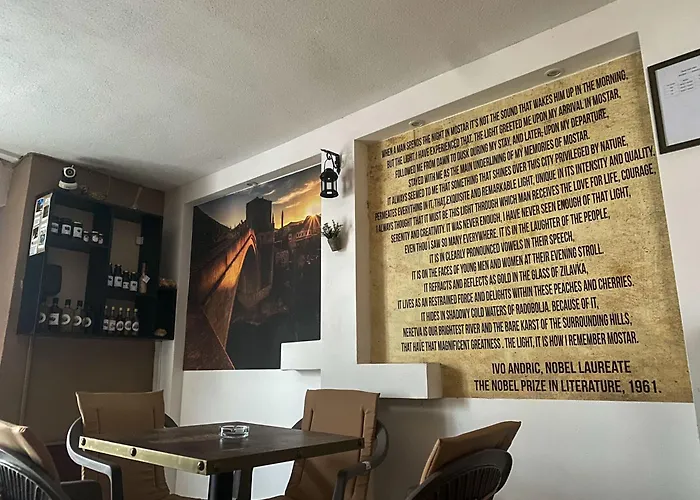 WHEN A MAN SPENDS THE NIGHT IN MOSTAR IT'S NOT THE SOUND THAT WAKES HIM UP IN THE MORNING,
BUT THE LIGHT. I HAVE EXPERIENCED THAT. THE LIGHT GREETED ME UPON MY ARRIVAL IN MOSTAR,
FOLLOWED ME FROM DAWN TO DUSK DURING MY STAY, AND LATER; UPON MY DEPARTURE,
STAYED WITH ME AS THE MAIN UNDERLINING OF MY MEMORIES OF MOSTAR.
IT ALWAYS SEEMED TO ME THAT SOMETHING THAT SHINES OVER THIS CITY PRIVILEGED BY NATURE,
PERMEATES EVERYTHING IN IT, THAT EXQUISITE AND REMARKABLE LIGHT, UNIQUE IN ITS INTENSITY AND QUALITY.
I ALWAYS THOUGHT THAT IT MUST BE THIS LIGHT THROUGH WHICH MAN RECEIVES THE LOVE FOR LIFE, COURAGE,
SERENITY AND CREATIVITY. IT WAS NEVER ENOUGH, I HAVE NEVER SEEN ENOUGH OF THAT LIGHT,
EVEN THOU I SAW SO MANY EVERYWHERE. IT IS IN THE LAUGHTER OF THE PEOPLE,
IT IS IN CLEARLY PRONOUNCED VOWELS IN THEIR SPEECH,
IT IS ON THE FACES OF YOUNG MEN AND WOMEN AT THEIR EVENING STROLL.
IT REFRACTS AND REFLECTS AS GOLD IN THE GLASS OF ZILAVKA,
IT LIVES AS AN RESTRAINED FORCE AND DELIGHTS WITHIN THESE PEACHES AND CHERRIES.
IT HIDES IN SHADOWY COLD WATERS OF RADOBOLJA. BECAUSE OF IT,
NERETVA IS OUR BRIGHTEST RIVER AND THE BARE KARST OF THE SURROUNDING HILLS,
THAT HAVE THAT MAGNIFICENT GREATNESS . THE LIGHT, IT IS HOW I REMEMBER MOSTAR.
IVO ANDRIC, NOBEL LAUREATE
THE NOBEL PRIZE IN LITERATURE, 1961.